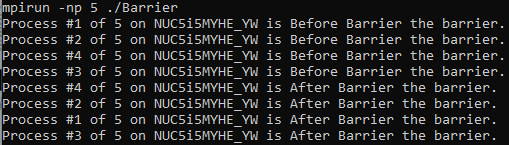 mpirun -np 5 ./Barrier
Process #1 of 5 on NUC5i5MYHE_YW is Before Barrier the barrier.
Process #2 of 5 on NUC5i5MYHE_YW is Before Barrier the barrier.
Process #4 of 5 on NUC5i5MYHE_YW is Before Barrier the barrier.
Process #3 of 5 on NUC5i5MYHE_YW is Before Barrier the barrier.
Process #4 of 5 on NUC5i5MYHE_YW is After Barrier the barrier.
Process #2 of 5 on NUC5i5MYHE_YW is After Barrier the barrier.
Process #1 of 5 on NUC5i5MYHE_YW is After Barrier the barrier.
Process #3 of 5 on NUC5i5MYHE_YW is After Barrier the barrier.